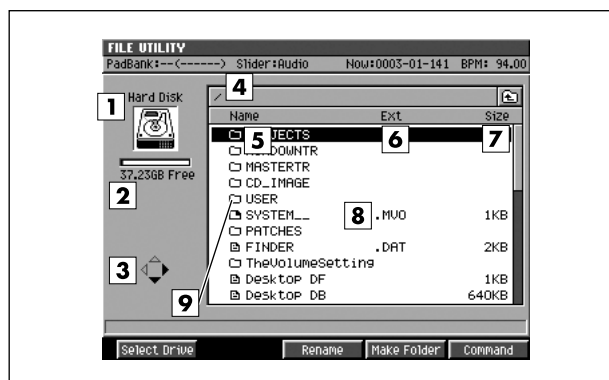 FILE UTILITY
PadBank:--(------) Slider:Audio Now:0003-01-141 BPM: 94.00
1 Hard Disk
/ 4
Name Ext Size
5 JECTS 6 7
DOWNTR
MASTERTR
37.23GB Free
CD_IMAGE
2
USER
SYSTEM__ 8 .MVO 1KB
PATCHES
FINDER .DAT 2KB
3
TheVolumeSetting
Desktop DF 1KB
9
Desktop DB 640KB
Select Drive Rename Make Folder Command